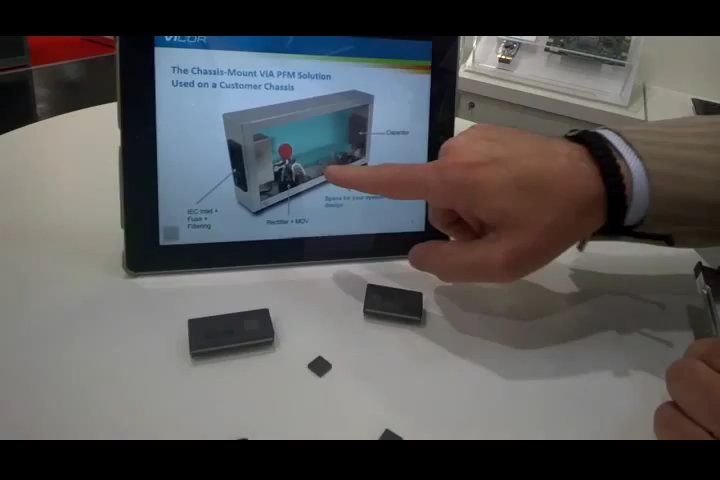 VICOR
The Chassis-Mount VIA PFM Solution
Used on a Customer Chassis
Capacitor
IEC Inlet +
Fuse +
Filtering
Rectifier + MOV
Space for your
design